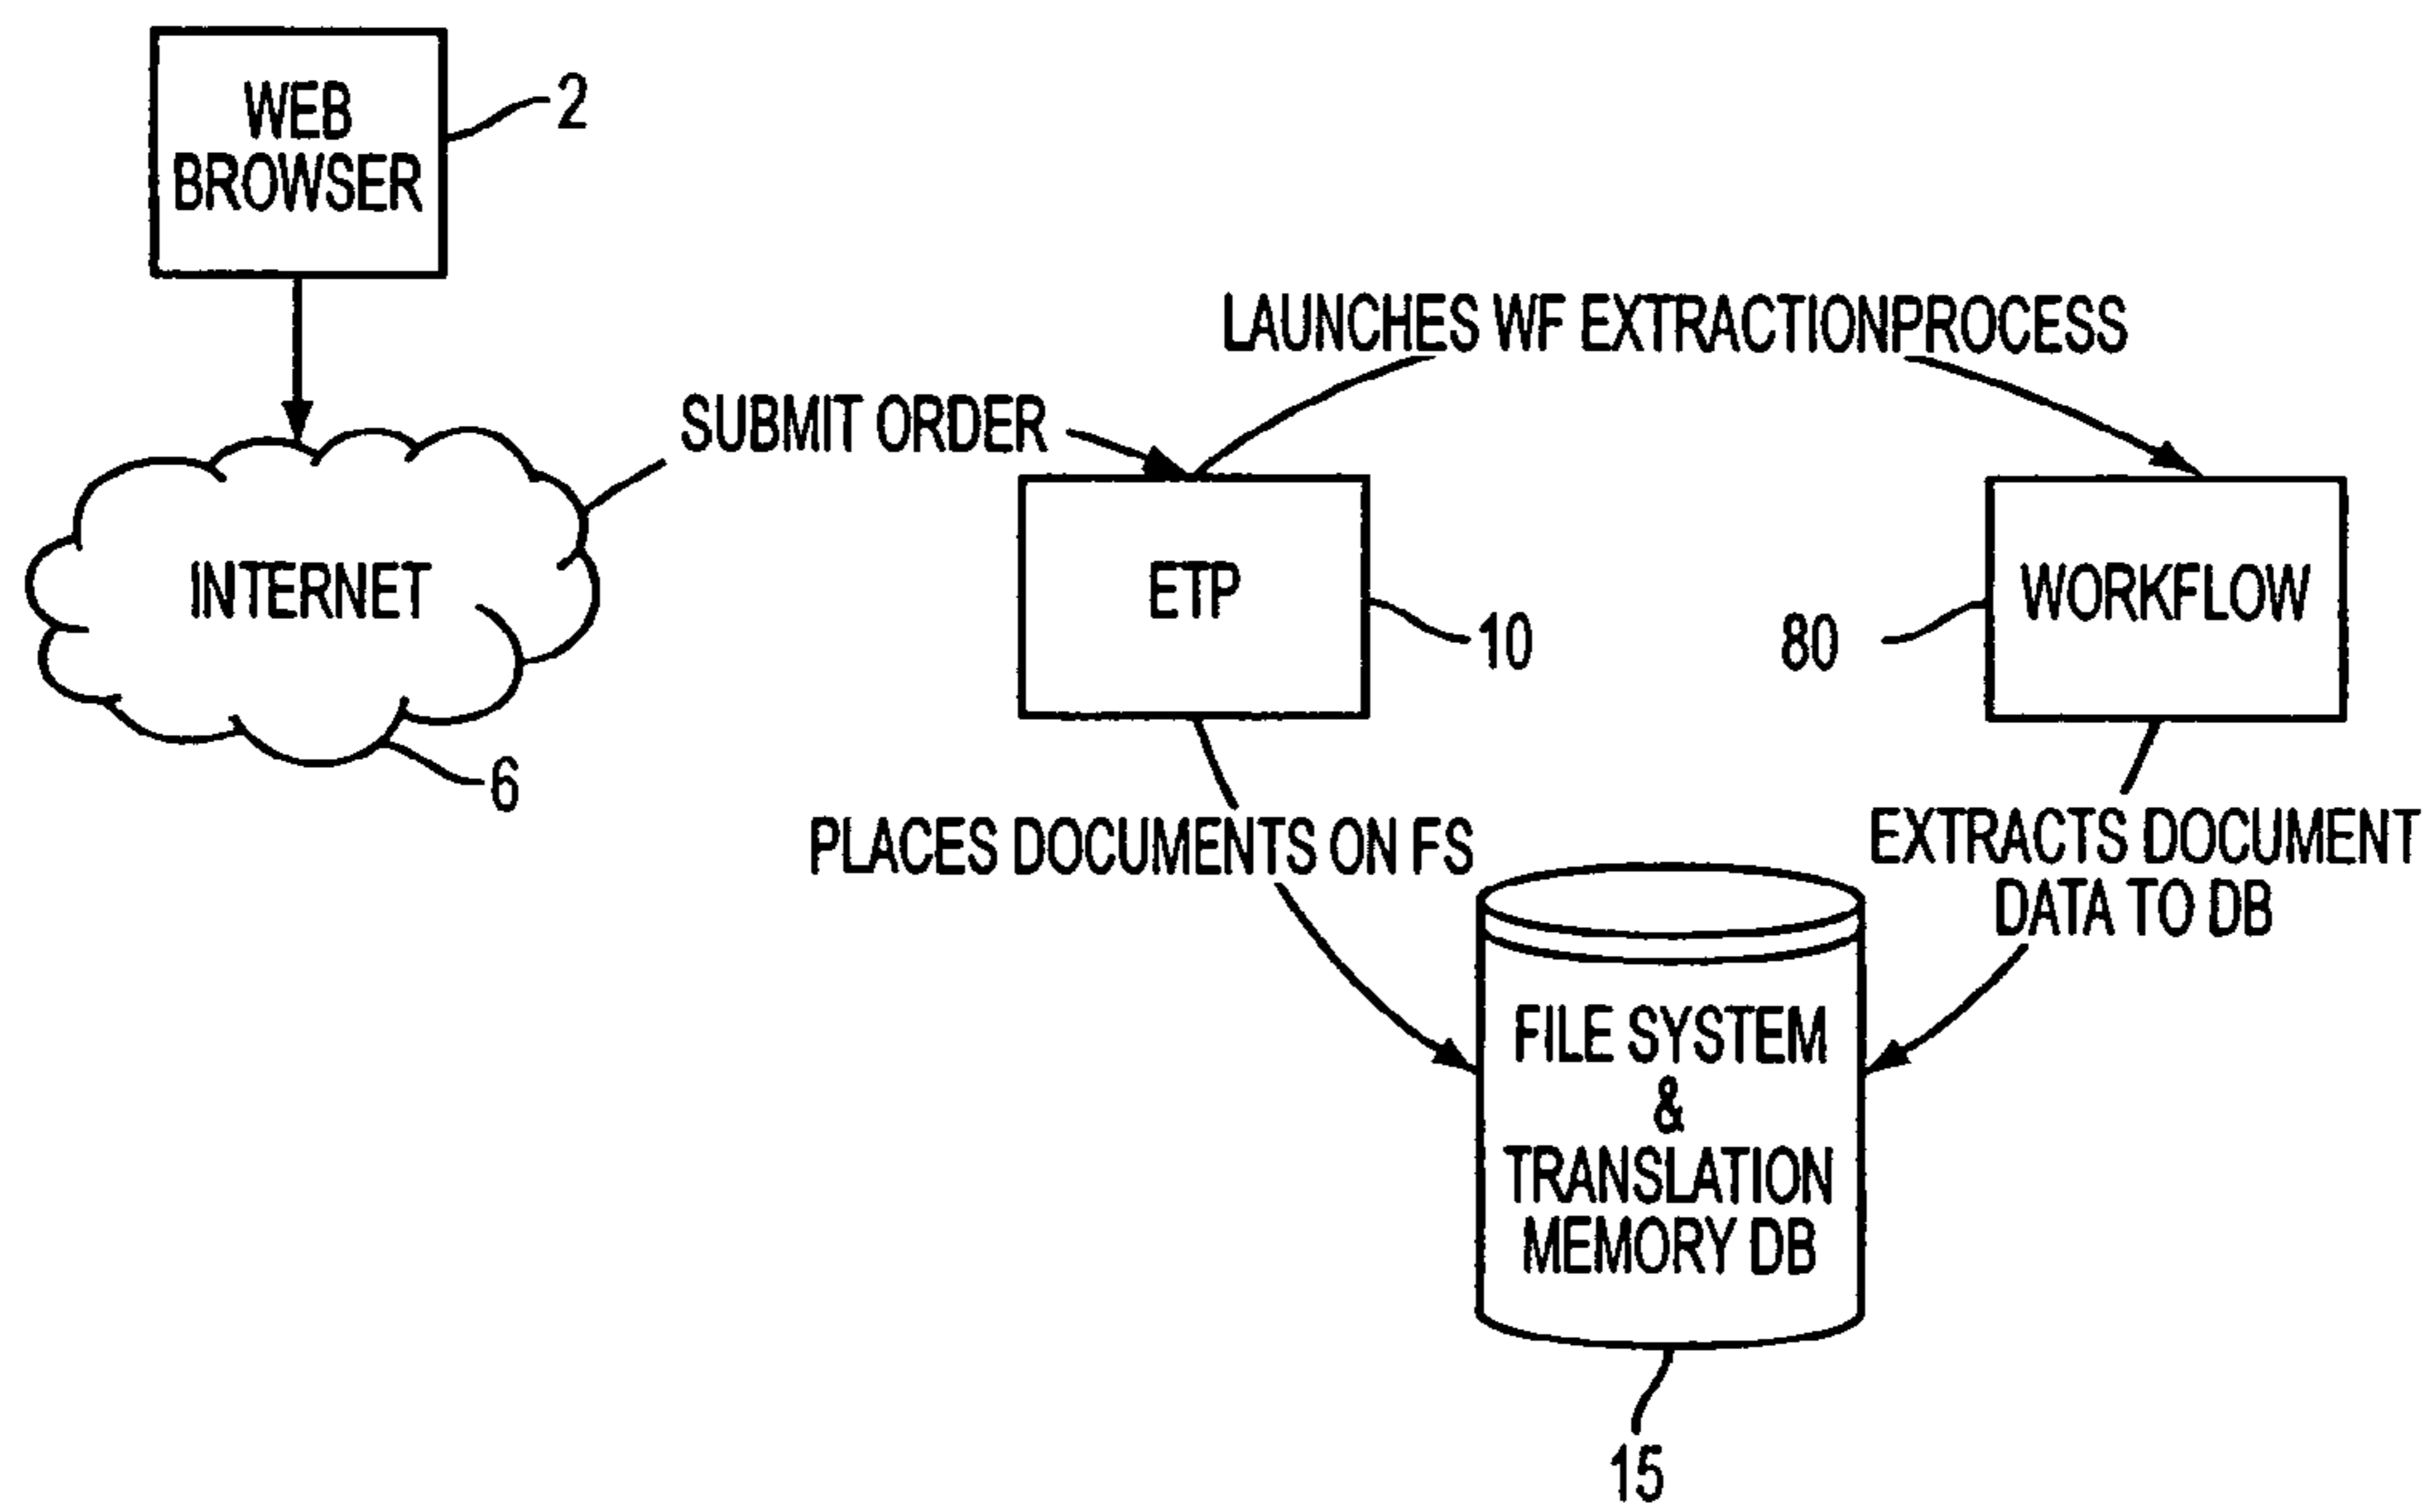 WEB
BROWSER
2
LAUNCHES WF EXTRACTIONPROCESS
SUBMIT ORDER
INTERNET
ETP
WORKFLOW
10
80
6
PLACES DOCUMENTS ON FS
EXTRACTS DOCUMENT
DATA TO DB
FILE SYSTEM
&
TRANSLATION
MEMORY DB
15